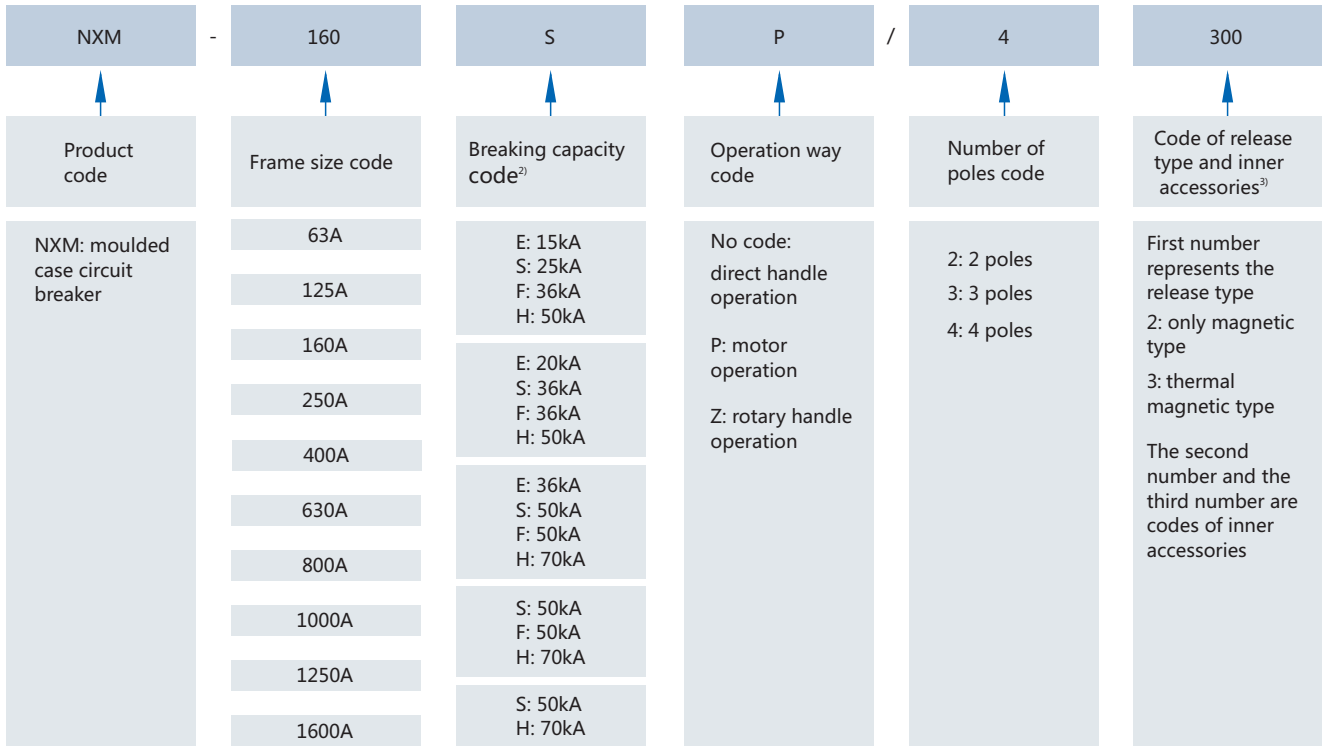 NXM - 160 S P / 4 300
Product
code
Frame size code
Breaking capacity
code2)
Operation way
code
Number of
poles code
Code of release
type and inner
accessories3)
NXM: moulded
case circuit
breaker
63A
125A
160A
250A
400A
630A
800A
1000A
1250A
1600A
E: 15kA
S: 25kA
F: 36kA
H: 50kA
E: 20kA
S: 36kA
F: 36kA
H: 50kA
E: 36kA
S: 50kA
F: 50kA
H: 70kA
S: 50kA
F: 50kA
H: 70kA
S: 50kA
H: 70kA
No code:
direct handle
operation
P: motor
operation
Z: rotary handle
operation
2: 2 poles
3: 3 poles
4: 4 poles
First number
represents the
release type
2: only magnetic
type
3: thermal
magnetic type
The second
number and the
third number are
codes of inner
accessories